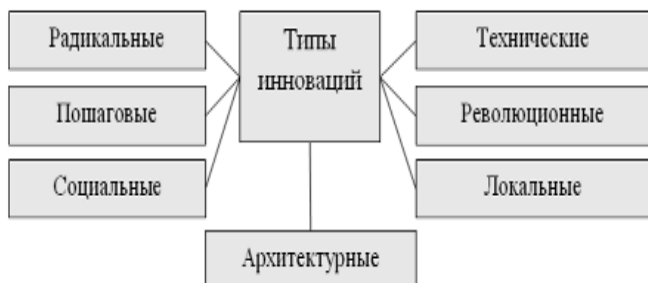 Радикальные
Типы
инноваций
Технические
Пошаговые
Революционные
Социальные
Локальные
Архитектурные